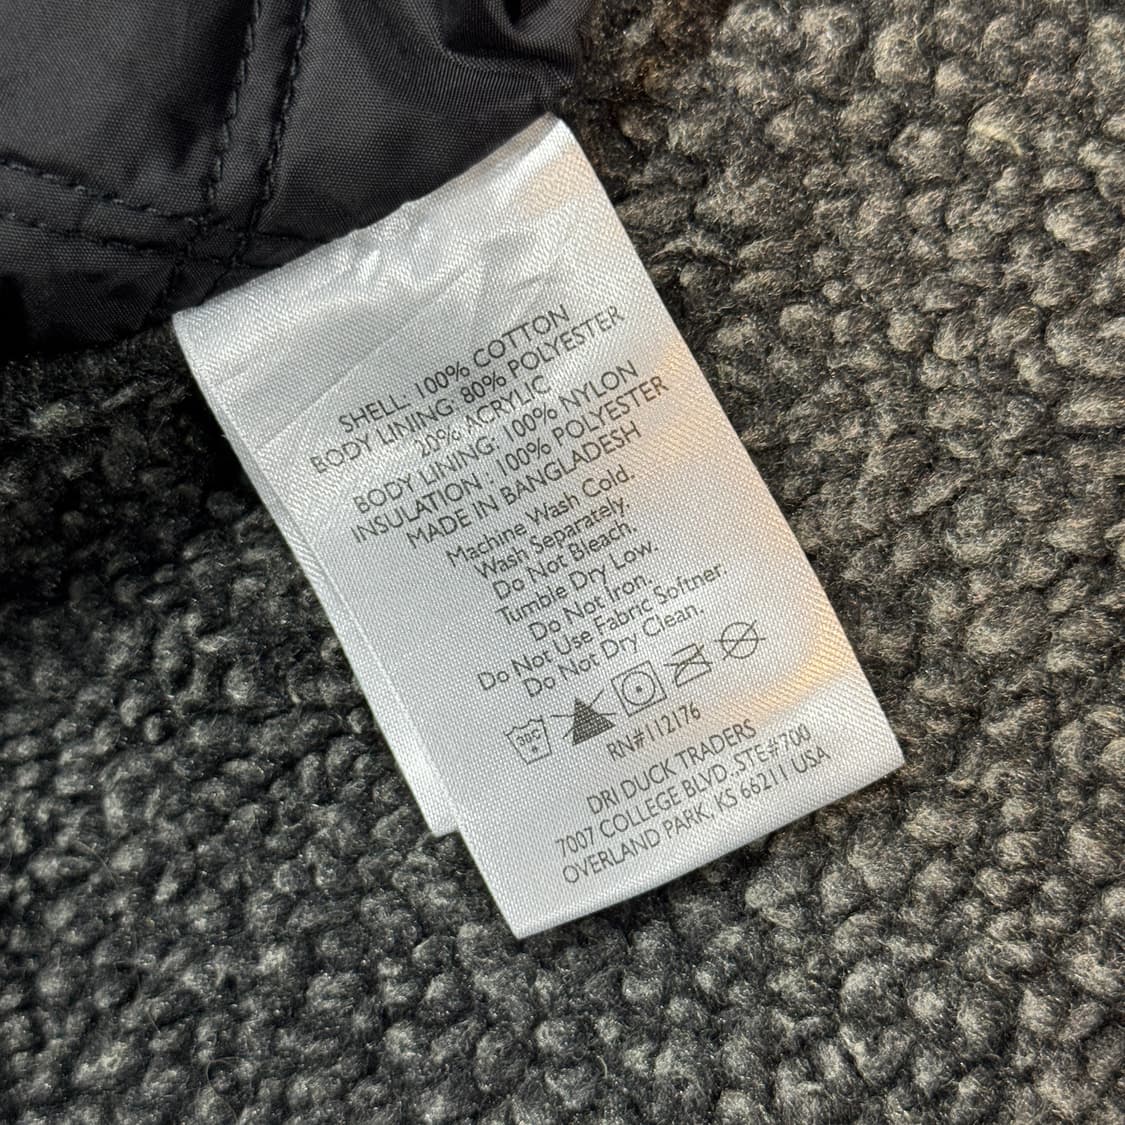 SHELL: 100% COTTON
BODY LINING: 80% POLYESTER
20% ACRYLIC
BODY LINING: 100% NYLON
INSULATION : 100% POLYESTER
MADE IN BANGLADESH
Machine Wash Cold.
Wash Separately.
Do Not Bleach.
Tumble Dry Low.
Do Not Iron.
Do Not Use Fabric Softner.
Do Not Dry Clean.
30C
RN#112176
DRI DUCK TRADERS
7007 COLLEGE BLVD.,STE#700
OVERLAND PARK, KS 66211 USA